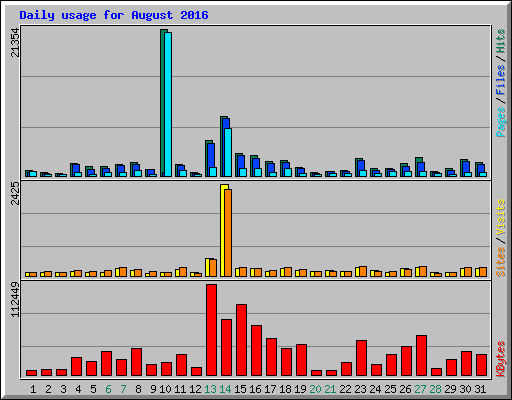 Daily usage for August 2016
21354
Pages / Files / Hits
2425
Sites / Visits
112449
KBytes
1 2 3 4 5 6 7 8 9 10 11 12 13 14 15 16 17 18 19 20 21 22 23 24 25 26 27 28 29 30 31